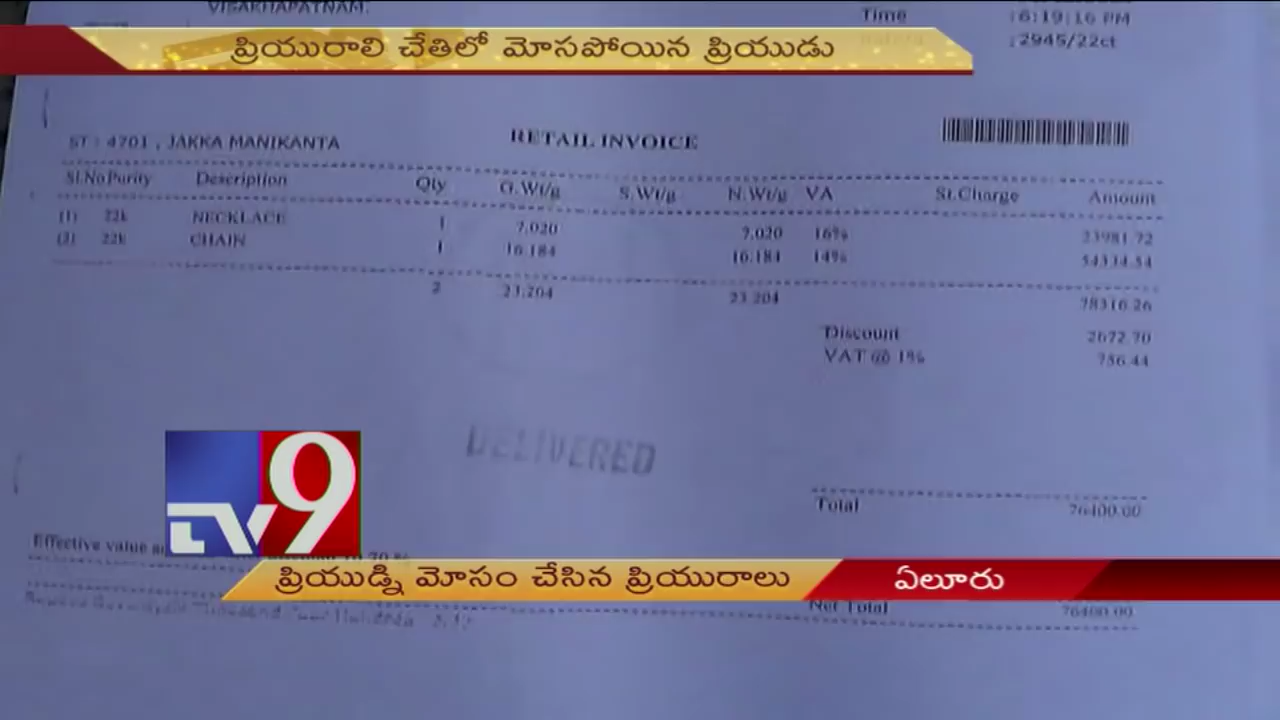 VISAKHAPATNAM.
Time : 6:19:16 PM
: 2945/22ct
ప్రియురాలి చేతిలో మోసపోయిన ప్రియుడు
ST : 4701 , JAKKA MANIKANTA RETAIL INVOICE
Sl.No Purity Description Qty G.Wt/g S.Wt/g N.Wt/g VA St.Charge Amount
(1) 22k NECKLACE 1 7.020 7.020 16% 23981.72
(2) 22k CHAIN 1 16.184 16.184 14% 54334.54
2 23.204 23.204 78316.26
Discount 2672.70
VAT @ 1% 756.44
DELIVERED
Total 76400.00
TV9
Effective value
ప్రియుడ్ని మోసం చేసిన ప్రియురాలు ఏలూరు
Net Total 76400.00